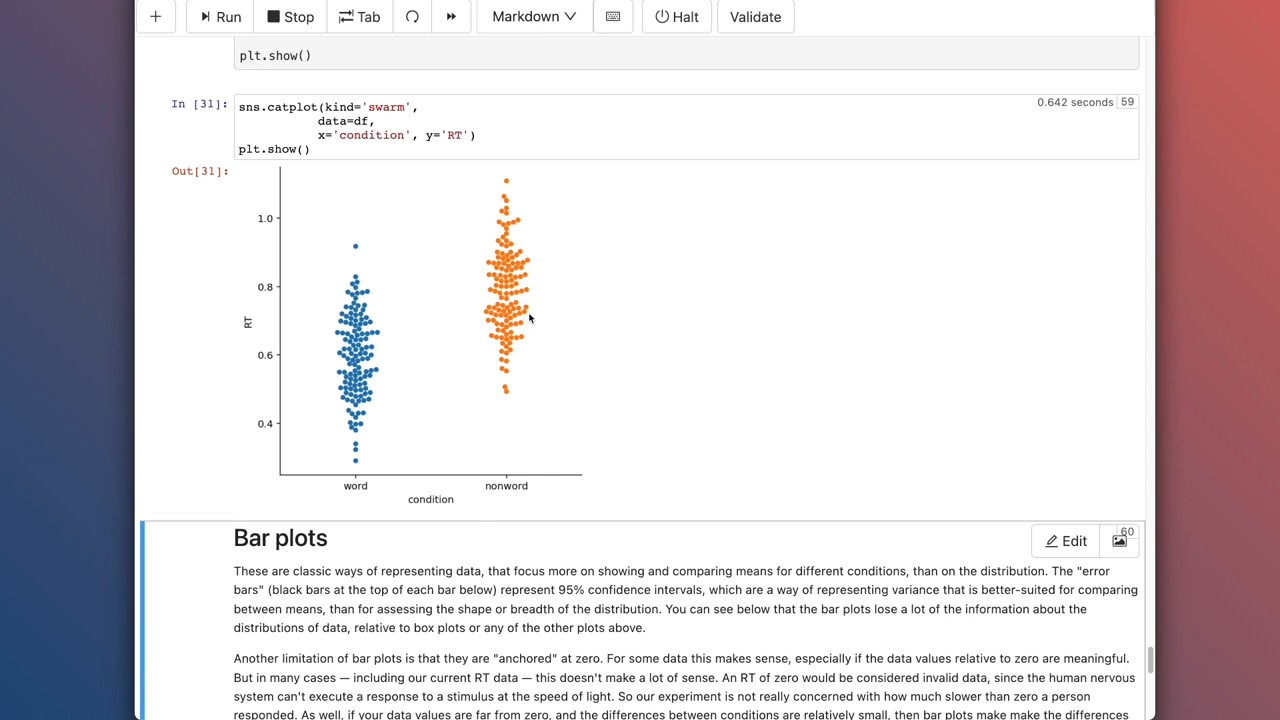 Run Stop Tab Markdown Halt Validate
plt.show()
In [31]:
sns.catplot(kind='swarm',
0.642 seconds 59
data=df,
x='condition', y='RT')
plt.show()
Out[31]:
1.0
0.8
RT
0.6
0.4
word nonword
condition
Bar plots
Edit
60
These are classic ways of representing data, that focus more on showing and comparing means for different conditions, than on the distribution. The "error
bars" (black bars at the top of each bar below) represent 95% confidence intervals, which are a way of representing variance that is better-suited for comparing
between means, than for assessing the shape or breadth of the distribution. You can see below that the bar plots lose a lot of the information about the
distributions of data, relative to box plots or any of the other plots above.
Another limitation of bar plots is that they are "anchored" at zero. For some data this makes sense, especially if the data values relative to zero are meaningful.
But in many cases — including our current RT data — this doesn't make a lot of sense. An RT of zero would be considered invalid data, since the human nervous
system can't execute a response to a stimulus at the speed of light. So our experiment is not really concerned with how much slower than zero a person
responded. As well, if your data values are far from zero, and the differences between conditions are relatively small, then bar plots make make the differences